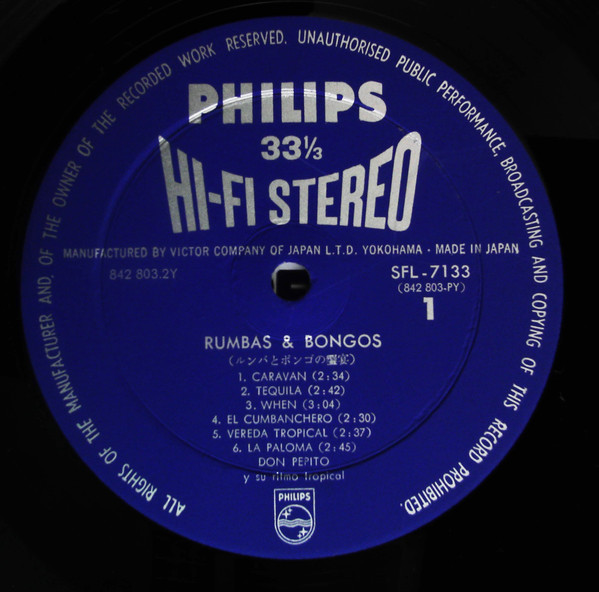 ALL RIGHTS OF THE MANUFACTURER AND, OF THE OWNER OF THE RECORDED WORK RESERVED. UNAUTHORISED PUBLIC PERFORMANCE, BROADCASTING AND COPYING OF THIS RECORD PROHIBITED.
PHILIPS
33⅓
HI-FI STEREO
MANUFACTURED BY VICTOR COMPANY OF JAPAN L.T.D. YOKOHAMA · MADE IN JAPAN
842 803.2Y
SFL-7133
(842 803-PY)
1
RUMBAS & BONGOS
(ルンバとボンゴの饗宴)
1. CARAVAN (2:34)
2. TEQUILA (2:42)
3. WHEN (3:04)
4. EL CUMBANCHERO (2:30)
5. VEREDA TROPICAL (2:37)
6. LA PALOMA (2:45)
DON PEPITO
y su ritmo tropical
PHILIPS